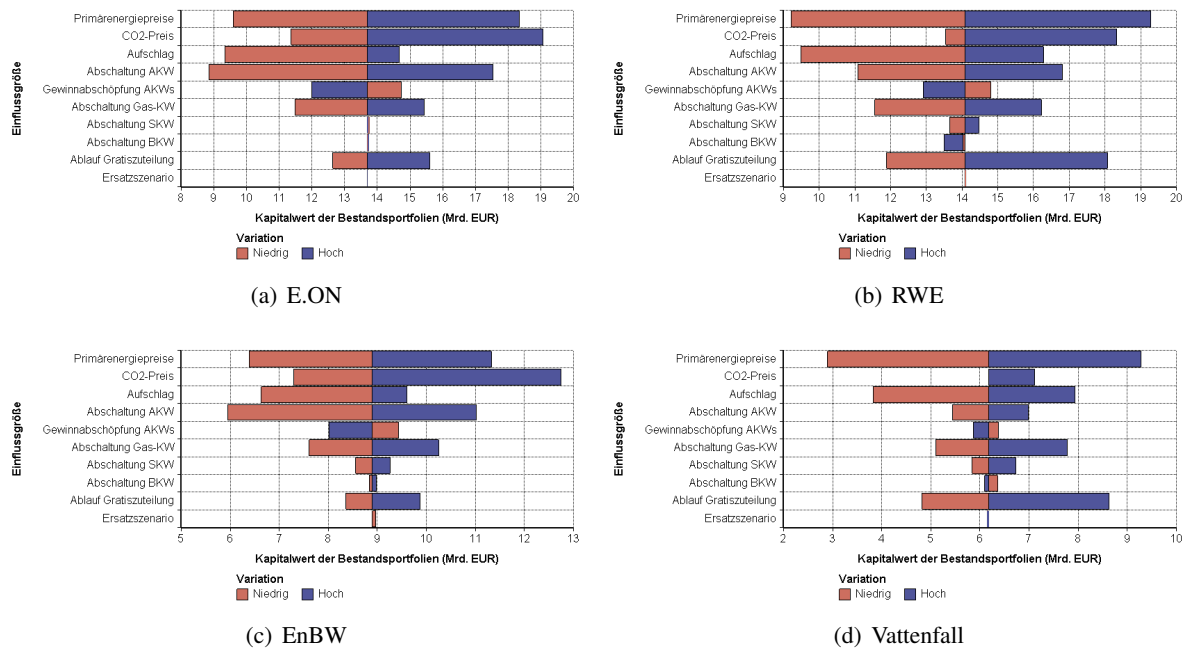 Einflussgröße
Primärenergiepreise
CO2-Preis
Aufschlag
Abschaltung AKW
Gewinnabschöpfung AKWs
Abschaltung Gas-KW
Abschaltung SKW
Abschaltung BKW
Ablauf Gratiszuteilung
Ersatzszenario
8 9 10 11 12 13 14 15 16 17 18 19 20
Kapitalwert der Bestandsportfolien (Mrd. EUR)
Variation
Niedrig Hoch
(a) E.ON
Einflussgröße
Primärenergiepreise
CO2-Preis
Aufschlag
Abschaltung AKW
Gewinnabschöpfung AKWs
Abschaltung Gas-KW
Abschaltung SKW
Abschaltung BKW
Ablauf Gratiszuteilung
Ersatzszenario
9 10 11 12 13 14 15 16 17 18 19 20
Kapitalwert der Bestandsportfolien (Mrd. EUR)
Variation
Niedrig Hoch
(b) RWE
Einflussgröße
Primärenergiepreise
CO2-Preis
Aufschlag
Abschaltung AKW
Gewinnabschöpfung AKWs
Abschaltung Gas-KW
Abschaltung SKW
Abschaltung BKW
Ablauf Gratiszuteilung
Ersatzszenario
5 6 7 8 9 10 11 12 13
Kapitalwert der Bestandsportfolien (Mrd. EUR)
Variation
Niedrig Hoch
(c) EnBW
Einflussgröße
Primärenergiepreise
CO2-Preis
Aufschlag
Abschaltung AKW
Gewinnabschöpfung AKWs
Abschaltung Gas-KW
Abschaltung SKW
Abschaltung BKW
Ablauf Gratiszuteilung
Ersatzszenario
2 3 4 5 6 7 8 9 10
Kapitalwert der Bestandsportfolien (Mrd. EUR)
Variation
Niedrig Hoch
(d) Vattenfall